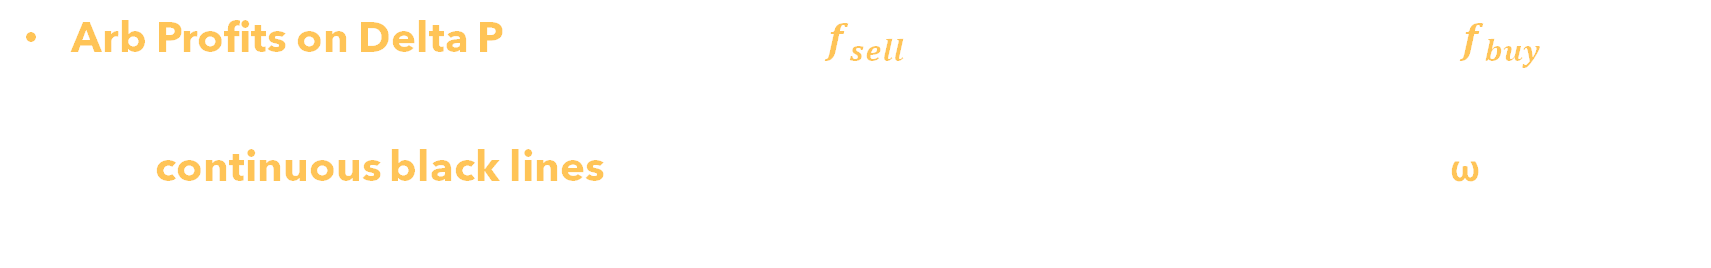 • Arb Profits on Delta P f sell f buy
continuous black lines ω